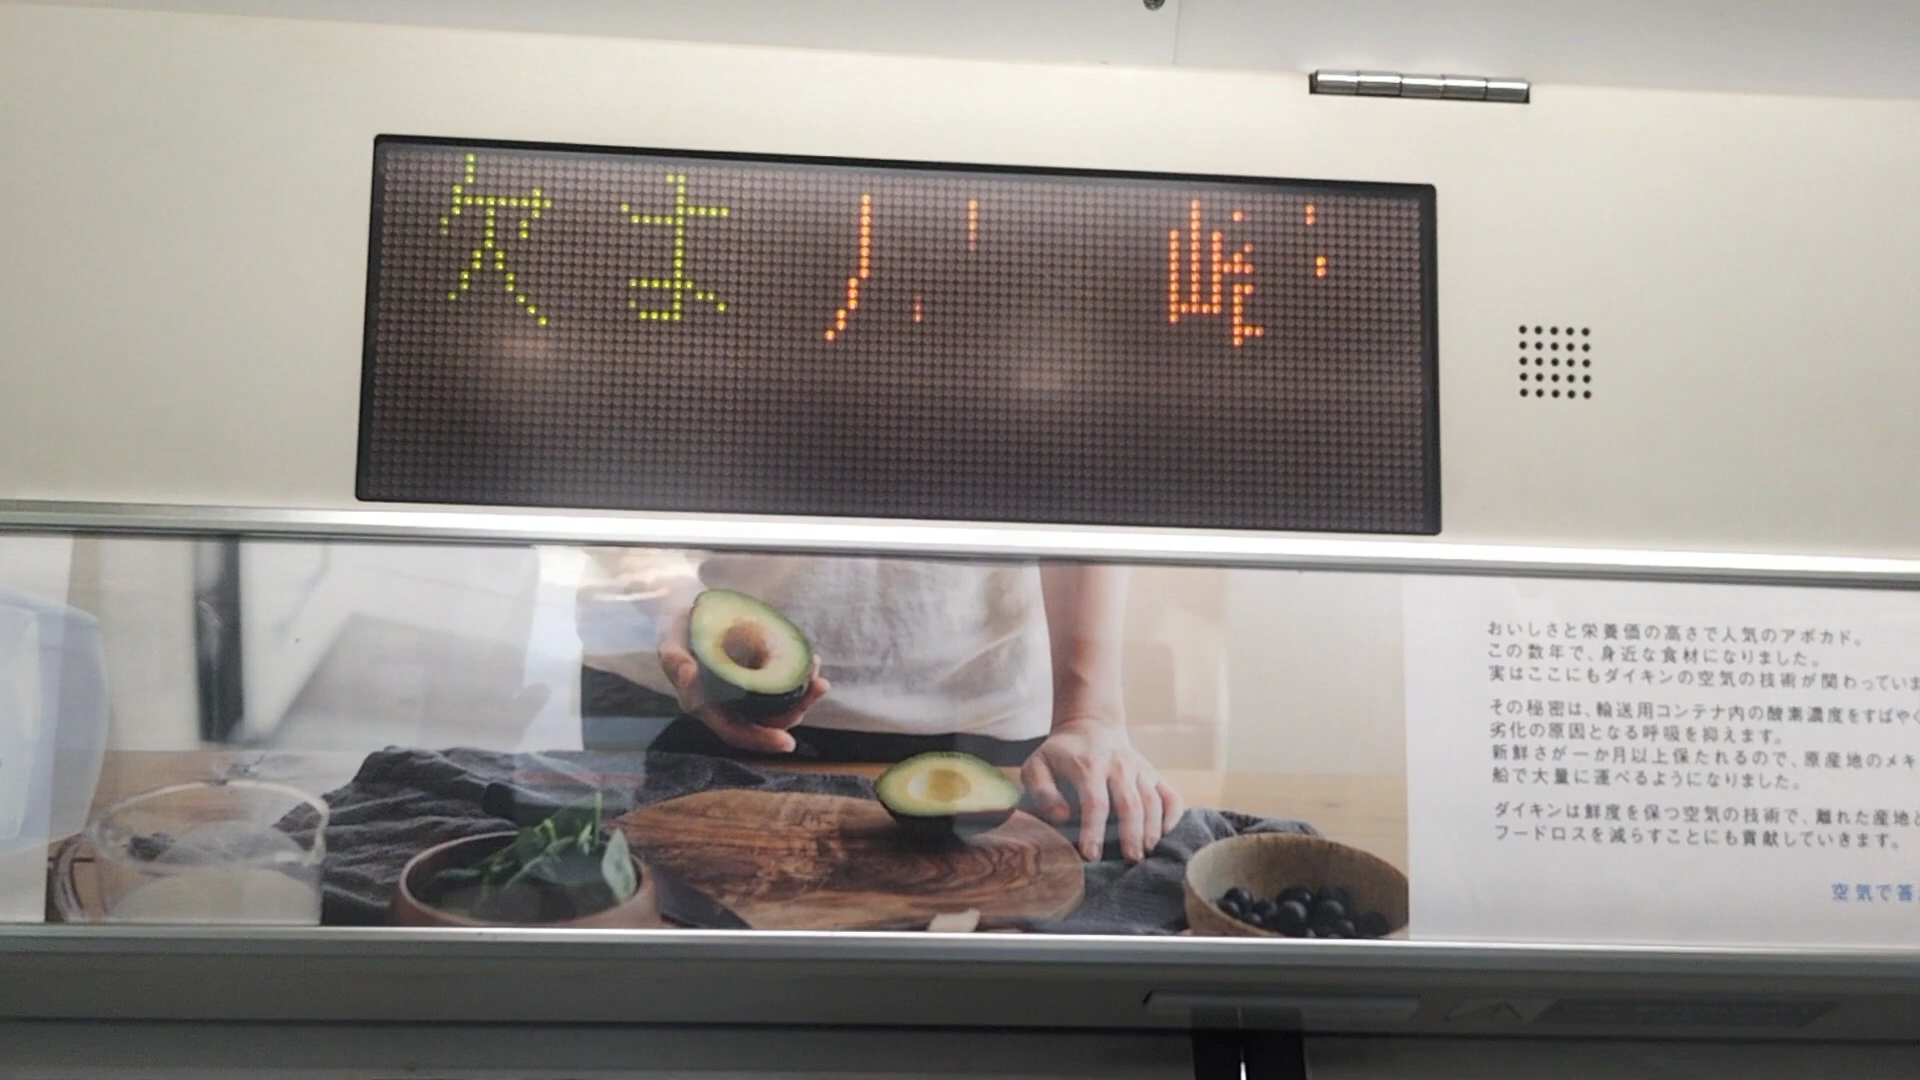 次は 川崎
おいしさと栄養価の高さで人気のアボカド。
この数年で、身近な食材になりました。
実はここにもダイキンの空気の技術が関わっていま
その秘密は、輸送用コンテナ内の酸素濃度をすばやく
劣化の原因となる呼吸を抑えます。
新鮮さが一か月以上保たれるので、原産地のメキ
船で大量に運べるようになりました。
ダイキンは鮮度を保つ空気の技術で、離れた産地と
フードロスを減らすことにも貢献していきます。
空気で答